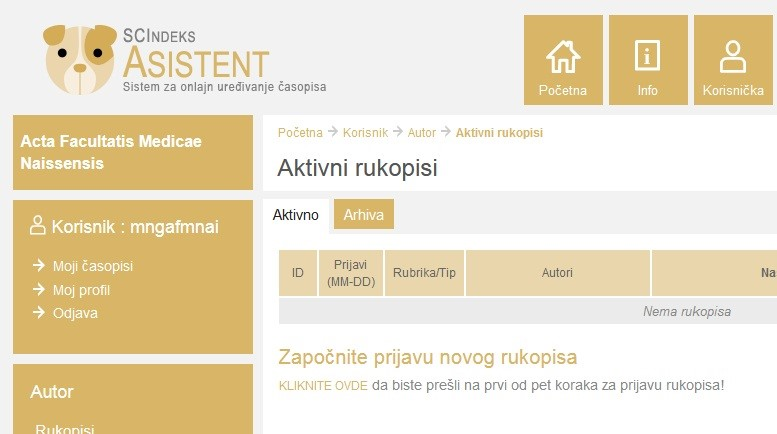 SCINDEKS
ASISTENT
Sistem za onlajn uređivanje časopisa
Početna
Info
Korisnička
Acta Facultatis Medicae
Naissensis
Početna → Korisnik → Autor → Aktivni rukopisi
Aktivni rukopisi
Korisnik : mngafmnai
Moji časopisi
Moj profil
Odjava
Aktivno
Arhiva
ID
Prijavi
(MM-DD)
Rubrika/Tip
Autori
Na
Nema rukopisa
Započnite prijavu novog rukopisa
KLIKNITE OVDE da biste prešli na prvi od pet koraka za prijavu rukopisa!
Autor
Rukopisi